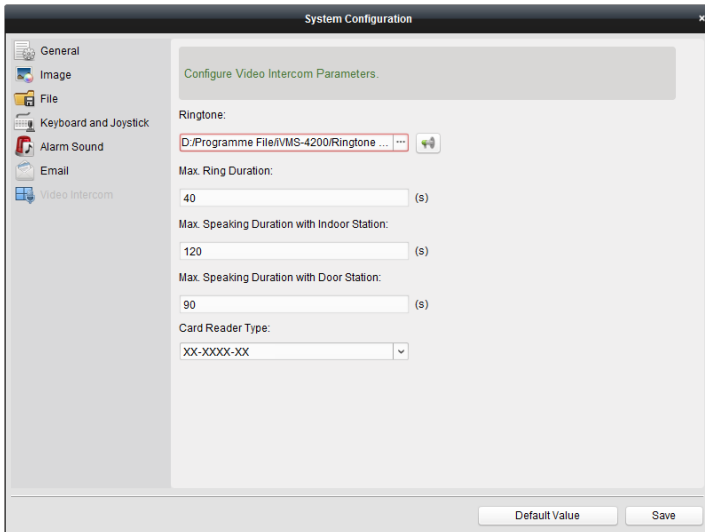 System Configuration
×
General
Image
File
Keyboard and Joystick
Alarm Sound
Email
Video Intercom
Configure Video Intercom Parameters.
Ringtone:
D:/Programme File/iVMS-4200/Ringtone ... ···
Max. Ring Duration:
40 (s)
Max. Speaking Duration with Indoor Station:
120 (s)
Max. Speaking Duration with Door Station:
90 (s)
Card Reader Type:
XX-XXXX-XX
Default Value Save